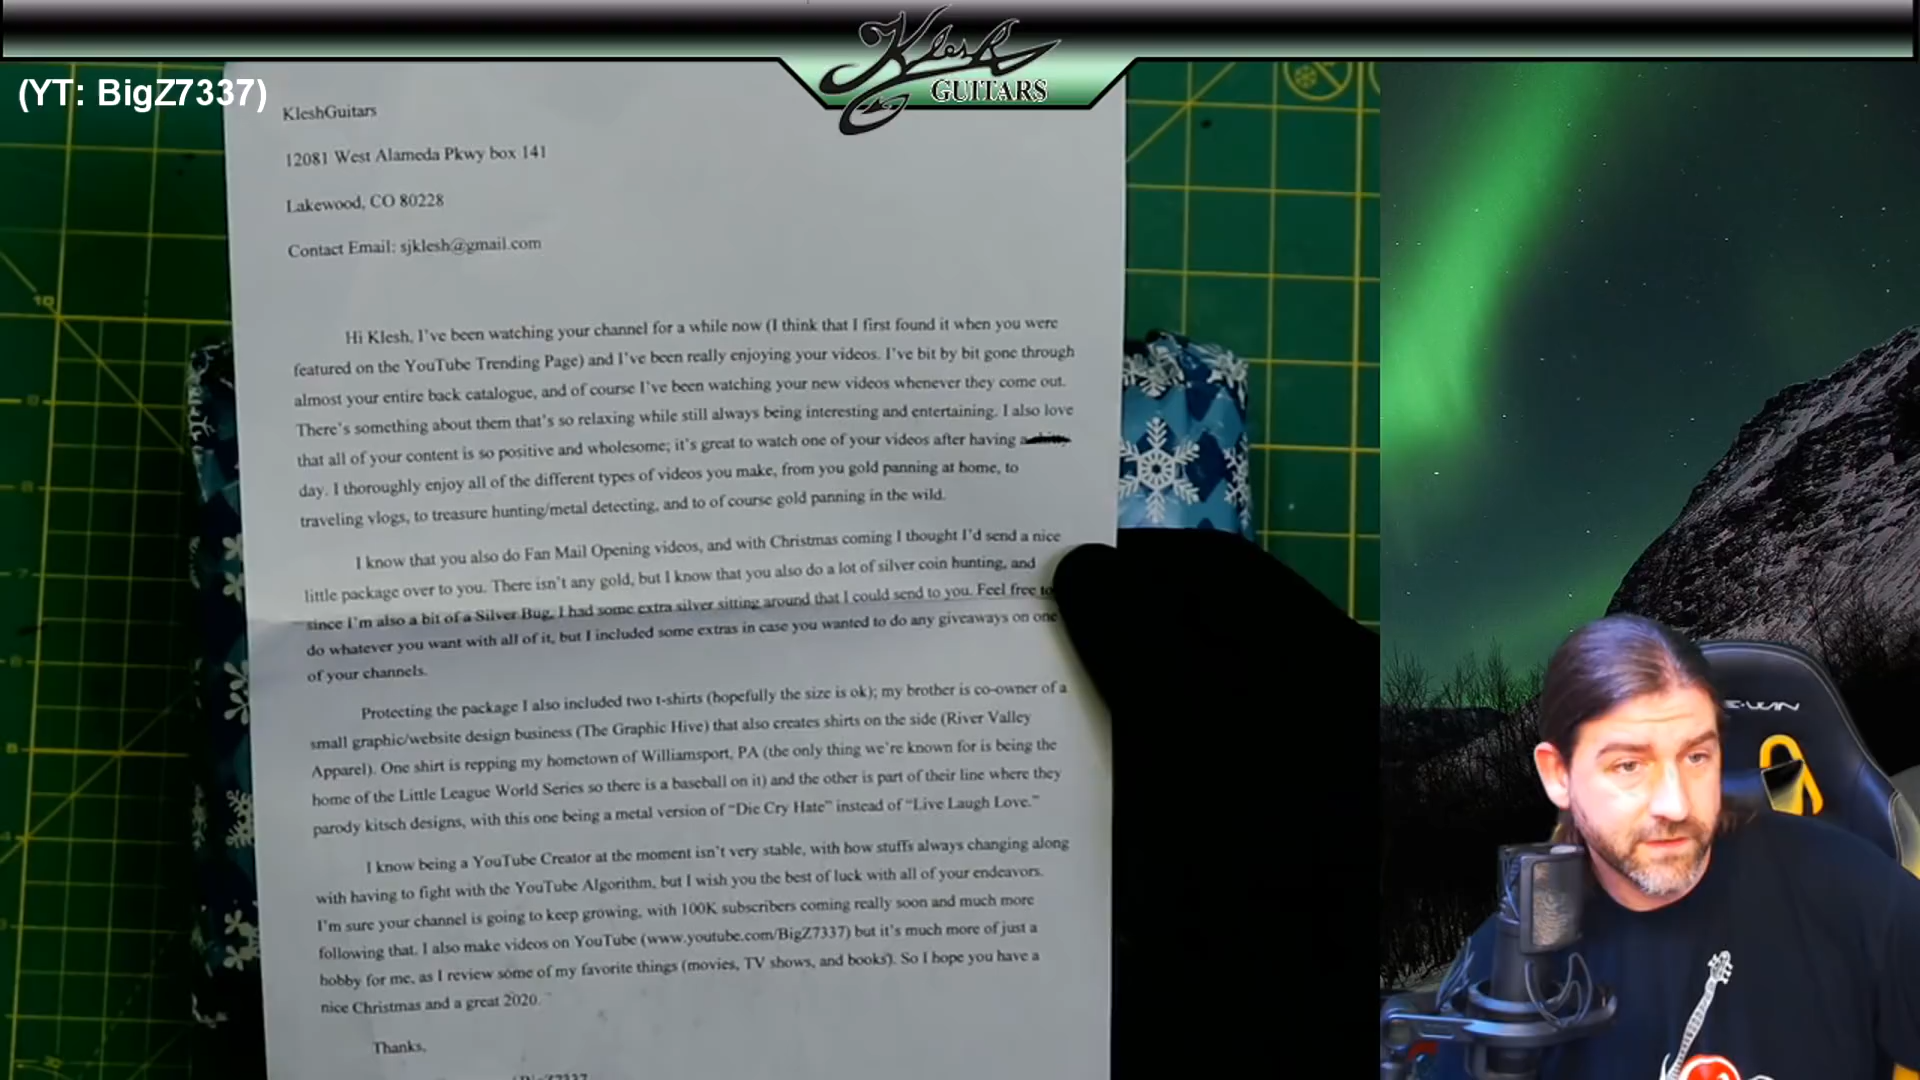 Klesh
GUITARS
(YT: BigZ7337)
KleshGuitars
12081 West Alameda Pkwy box 141
Lakewood, CO 80228
Contact Email: sjklesh@gmail.com
Hi Klesh, I've been watching your channel for a while now (I think that I first found it when you were
featured on the YouTube Trending Page) and I've been really enjoying your videos. I've bit by bit gone through
almost your entire back catalogue, and of course I've been watching your new videos whenever they come out.
There's something about them that's so relaxing while still always being interesting and entertaining. I also love
that all of your content is so positive and wholesome; it's great to watch one of your videos after having a
day. I thoroughly enjoy all of the different types of videos you make, from you gold panning at home, to
traveling vlogs, to treasure hunting/metal detecting, and to of course gold panning in the wild.
I know that you also do Fan Mail Opening videos, and with Christmas coming I thought I'd send a nice
little package over to you. There isn't any gold, but I know that you also do a lot of silver coin hunting, and
since I'm also a bit of a Silver Bug, I had some extra silver sitting around that I could send to you. Feel free to
do whatever you want with all of it, but I included some extras in case you wanted to do any giveaways on one
of your channels.
Protecting the package I also included two t-shirts (hopefully the size is ok); my brother is co-owner of a
small graphic/website design business (The Graphic Hive) that also creates shirts on the side (River Valley
Apparel). One shirt is repping my hometown of Williamsport, PA (the only thing we're known for is being the
home of the Little League World Series so there is a baseball on it) and the other is part of their line where they
parody kitsch designs, with this one being a metal version of "Die Cry Hate" instead of "Live Laugh Love."
I know being a YouTube Creator at the moment isn't very stable, with how stuffs always changing along
with having to fight with the YouTube Algorithm, but I wish you the best of luck with all of your endeavors.
I'm sure your channel is going to keep growing, with 100K subscribers coming really soon and much more
following that. I also make videos on YouTube (www.youtube.com/BigZ7337) but it's much more of just a
hobby for me, as I review some of my favorite things (movies, TV shows, and books). So I hope you have a
nice Christmas and a great 2020.
Thanks,
E-WIN